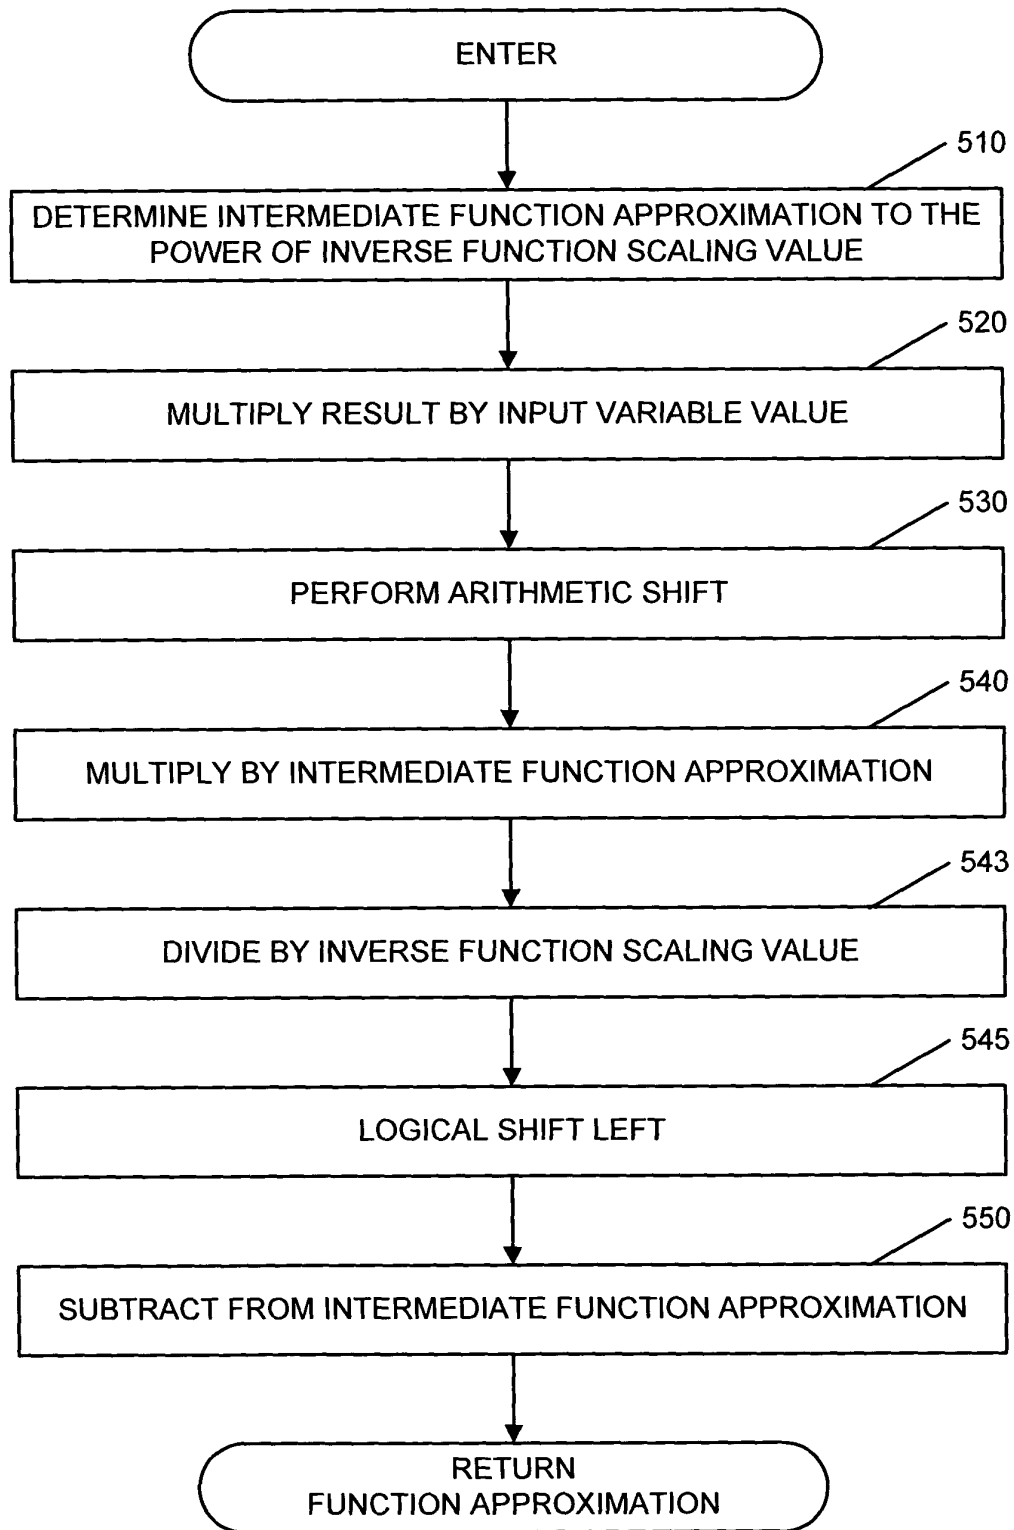 ENTER
510
DETERMINE INTERMEDIATE FUNCTION APPROXIMATION TO THE
POWER OF INVERSE FUNCTION SCALING VALUE
520
MULTIPLY RESULT BY INPUT VARIABLE VALUE
530
PERFORM ARITHMETIC SHIFT
540
MULTIPLY BY INTERMEDIATE FUNCTION APPROXIMATION
543
DIVIDE BY INVERSE FUNCTION SCALING VALUE
545
LOGICAL SHIFT LEFT
550
SUBTRACT FROM INTERMEDIATE FUNCTION APPROXIMATION
RETURN
FUNCTION APPROXIMATION